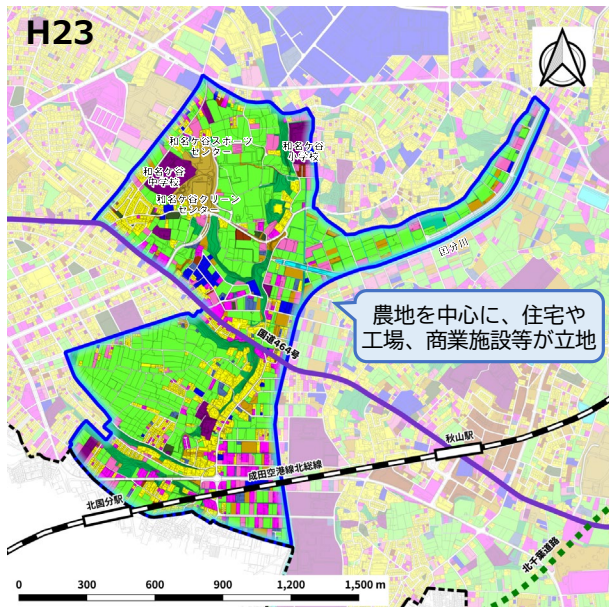 H23
和名ケ谷スポーツ
センター
和名ケ谷
小学校
和名ケ谷
中学校
和名ケ谷クリーン
センター
国分川
農地を中心に、住宅や
工場、商業施設等が立地
国道464号
秋山駅
成田空港線北総線
北国分駅
北千葉道路
0 300 600 900 1,200 1,500 m